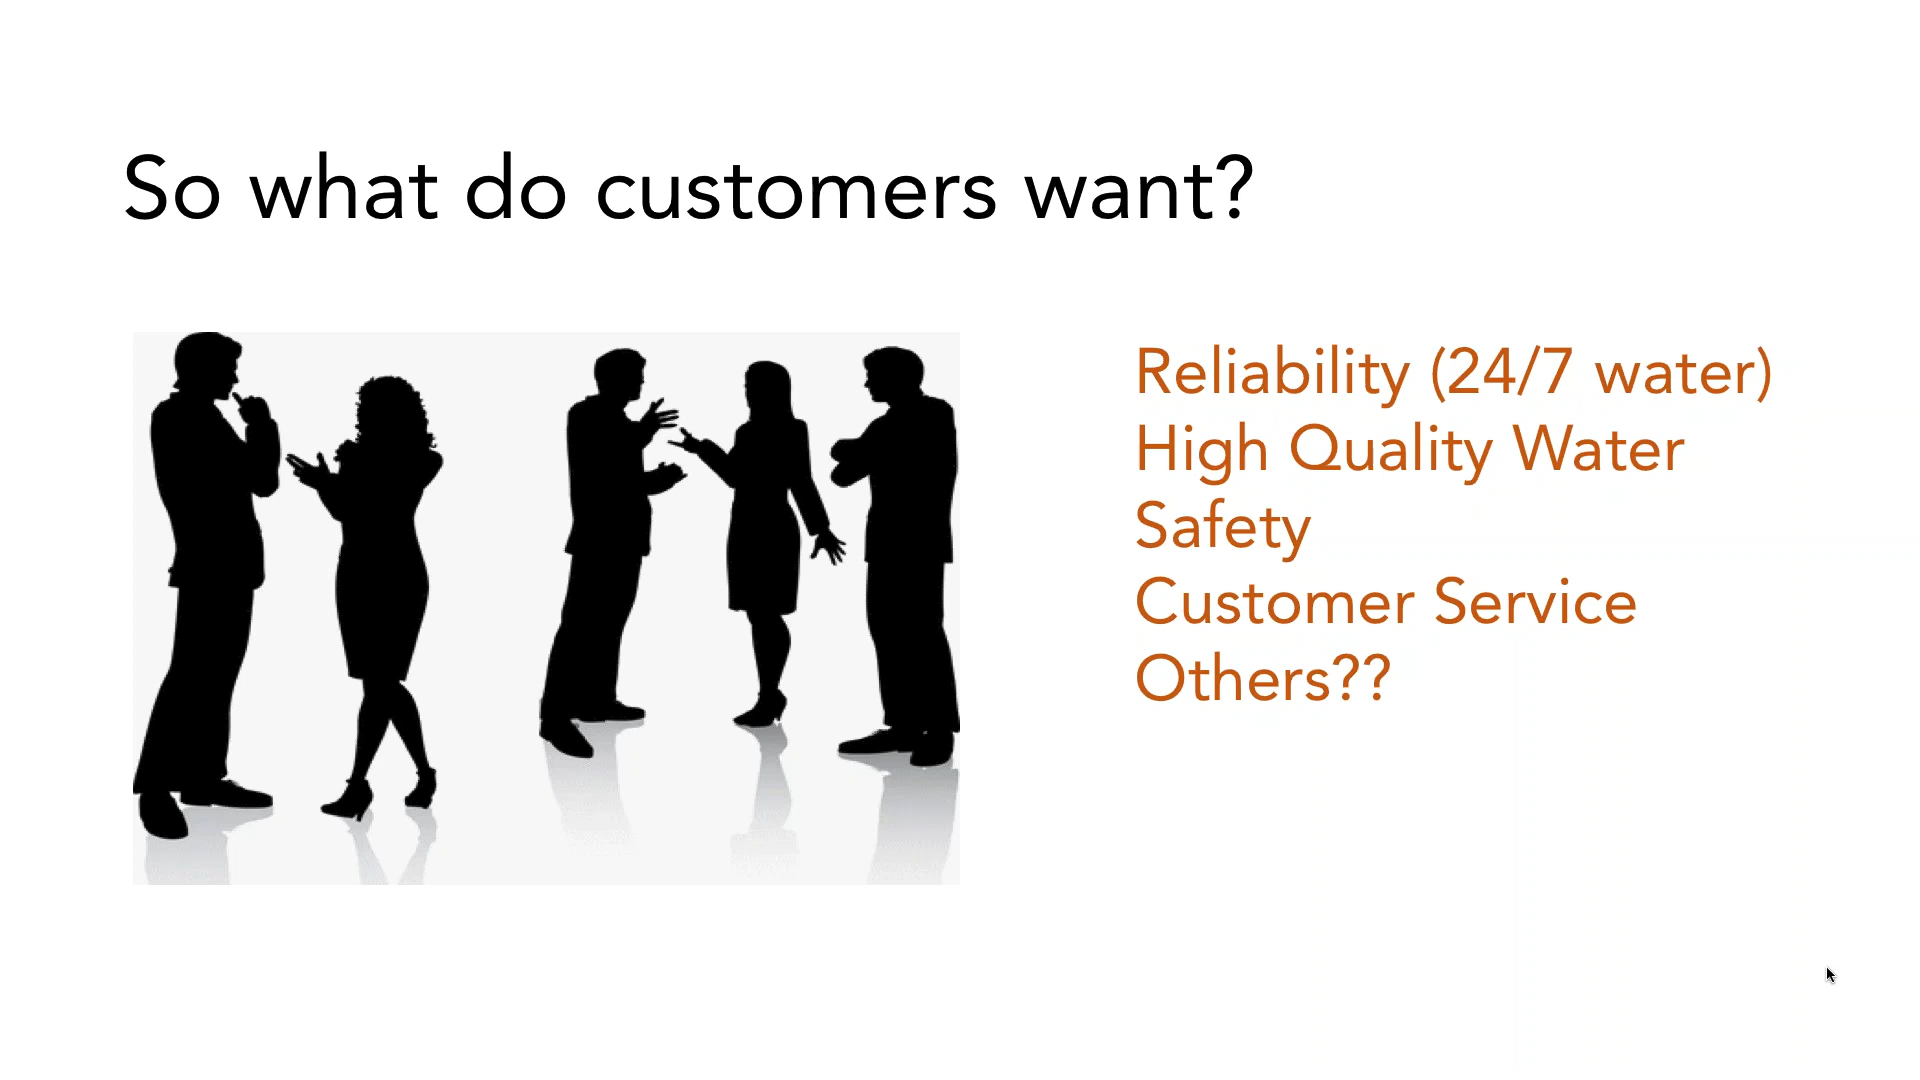 So what do customers want?
Reliability (24/7 water)
High Quality Water
Safety
Customer Service
Others??